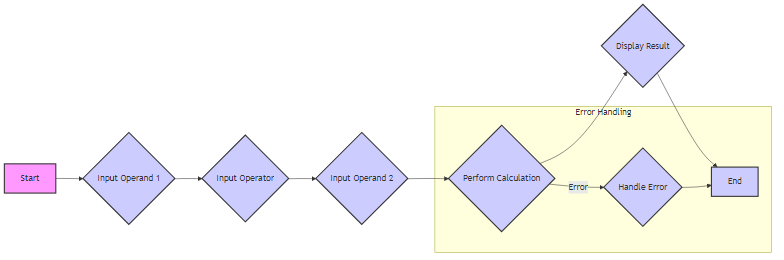 Display Result
Error Handling
Start
Input Operand 1
Input Operator
Input Operand 2
Perform Calculation
Error
Handle Error
End